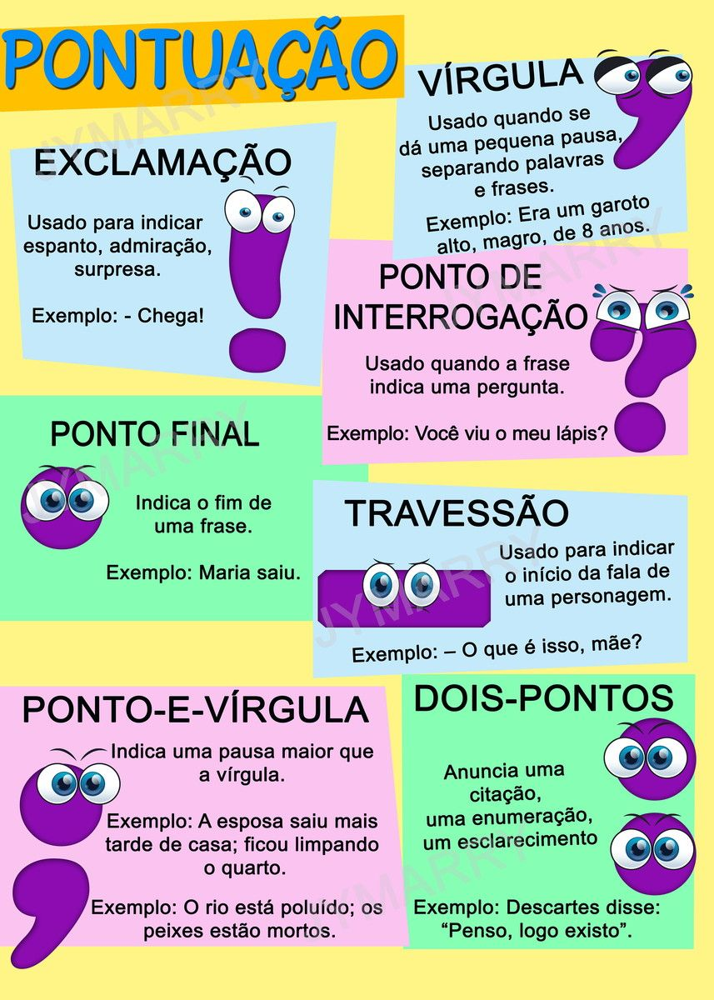 PONTUAÇÃO
VÍRGULA
Usado quando se
dá uma pequena pausa,
separando palavras
e frases.
Exemplo: Era um garoto
alto, magro, de 8 anos.
EXCLAMAÇÃO
Usado para indicar
espanto, admiração,
surpresa.
Exemplo: - Chega!
PONTO DE
INTERROGAÇÃO
Usado quando a frase
indica uma pergunta.
Exemplo: Você viu o meu lápis?
PONTO FINAL
Indica o fim de
uma frase.
Exemplo: Maria saiu.
TRAVESSÃO
Usado para indicar
o início da fala de
uma personagem.
Exemplo: – O que é isso, mãe?
PONTO-E-VÍRGULA
Indica uma pausa maior que
a vírgula.
Exemplo: A esposa saiu mais
tarde de casa; ficou limpando
o quarto.
Exemplo: O rio está poluído; os
peixes estão mortos.
DOIS-PONTOS
Anuncia uma
citação,
uma enumeração,
um esclarecimento
Exemplo: Descartes disse:
“Penso, logo existo”.
JYMARRY
JYMARRY
JYMARRY
JYMARRY
JYMARRY